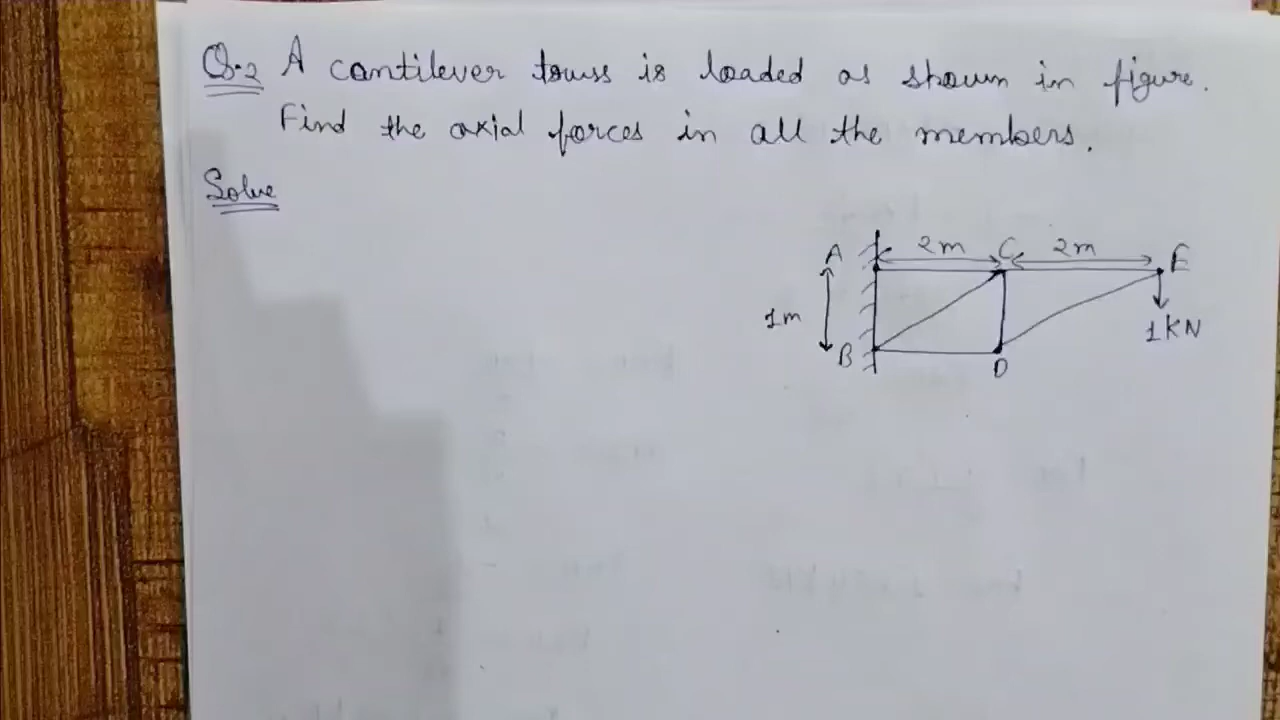 Q.2 A cantilever truss is loaded as shown in figure.
Find the axial forces in all the members.
Solve
A 2m C 2m E
1m
1KN
B D